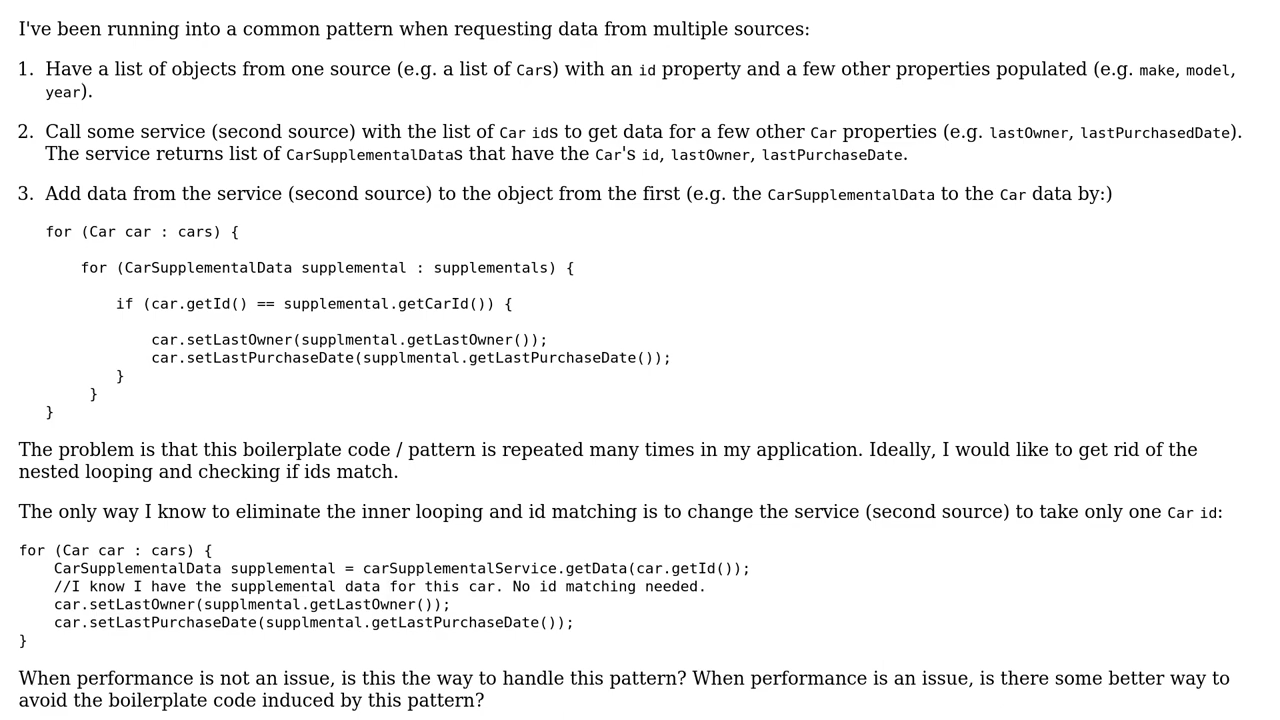 I've been running into a common pattern when requesting data from multiple sources:
1. Have a list of objects from one source (e.g. a list of Cars) with an id property and a few other properties populated (e.g. make, model,
year).
2. Call some service (second source) with the list of Car ids to get data for a few other Car properties (e.g. lastOwner, lastPurchasedDate).
The service returns list of CarSupplementalDatas that have the Car's id, lastOwner, lastPurchaseDate.
3. Add data from the service (second source) to the object from the first (e.g. the CarSupplementalData to the Car data by:)
for (Car car : cars) {
for (CarSupplementalData supplemental : supplementals) {
if (car.getId() == supplemental.getCarId()) {
car.setLastOwner(supplmental.getLastOwner());
car.setLastPurchaseDate(supplmental.getLastPurchaseDate());
}
}
}
The problem is that this boilerplate code / pattern is repeated many times in my application. Ideally, I would like to get rid of the
nested looping and checking if ids match.
The only way I know to eliminate the inner looping and id matching is to change the service (second source) to take only one Car id:
for (Car car : cars) {
CarSupplementalData supplemental = carSupplementalService.getData(car.getId());
//I know I have the supplemental data for this car. No id matching needed.
car.setLastOwner(supplmental.getLastOwner());
car.setLastPurchaseDate(supplmental.getLastPurchaseDate());
}
When performance is not an issue, is this the way to handle this pattern? When performance is an issue, is there some better way to
avoid the boilerplate code induced by this pattern?